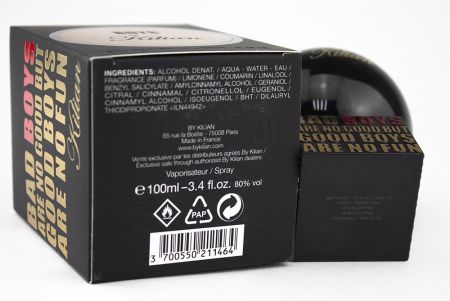 BOYS
Kilian
BAD BOYS
ARE NO GOOD BUT
GOOD BOYS
ARE NO FUN
Kilian
INGREDIENTS: ALCOHOL DENAT. / AQUA - WATER - EAU /
FRAGRANCE (PARFUM) / LIMONENE / COUMARIN / LINALOOL /
BENZYL SALICYLATE / AMYLCINNAMYL ALCOHOL / GERANIOL /
CITRAL / CINNAMAL / CITRONELLOL / EUGENOL /
CINNAMYL ALCOHOL / ISOEUGENOL / BHT / DILAURYL
THIODIPROPIONATE <ILN44942>
BY KILIAN
65 rue la Boétie - 75008 Paris
Made in France
www.bykilian.com
Vente exclusive par les distributeurs agréés By Kilian /
Exclusive sale through authorized By Kilian dealers
Vaporisateur / Spray
e 100ml-3.4 fl.oz. 80% vol
PAP
3 700550 211464
Kilian
BAD BOYS
ARE NO GOOD BUT
GOOD BOYS
ARE NO FUN